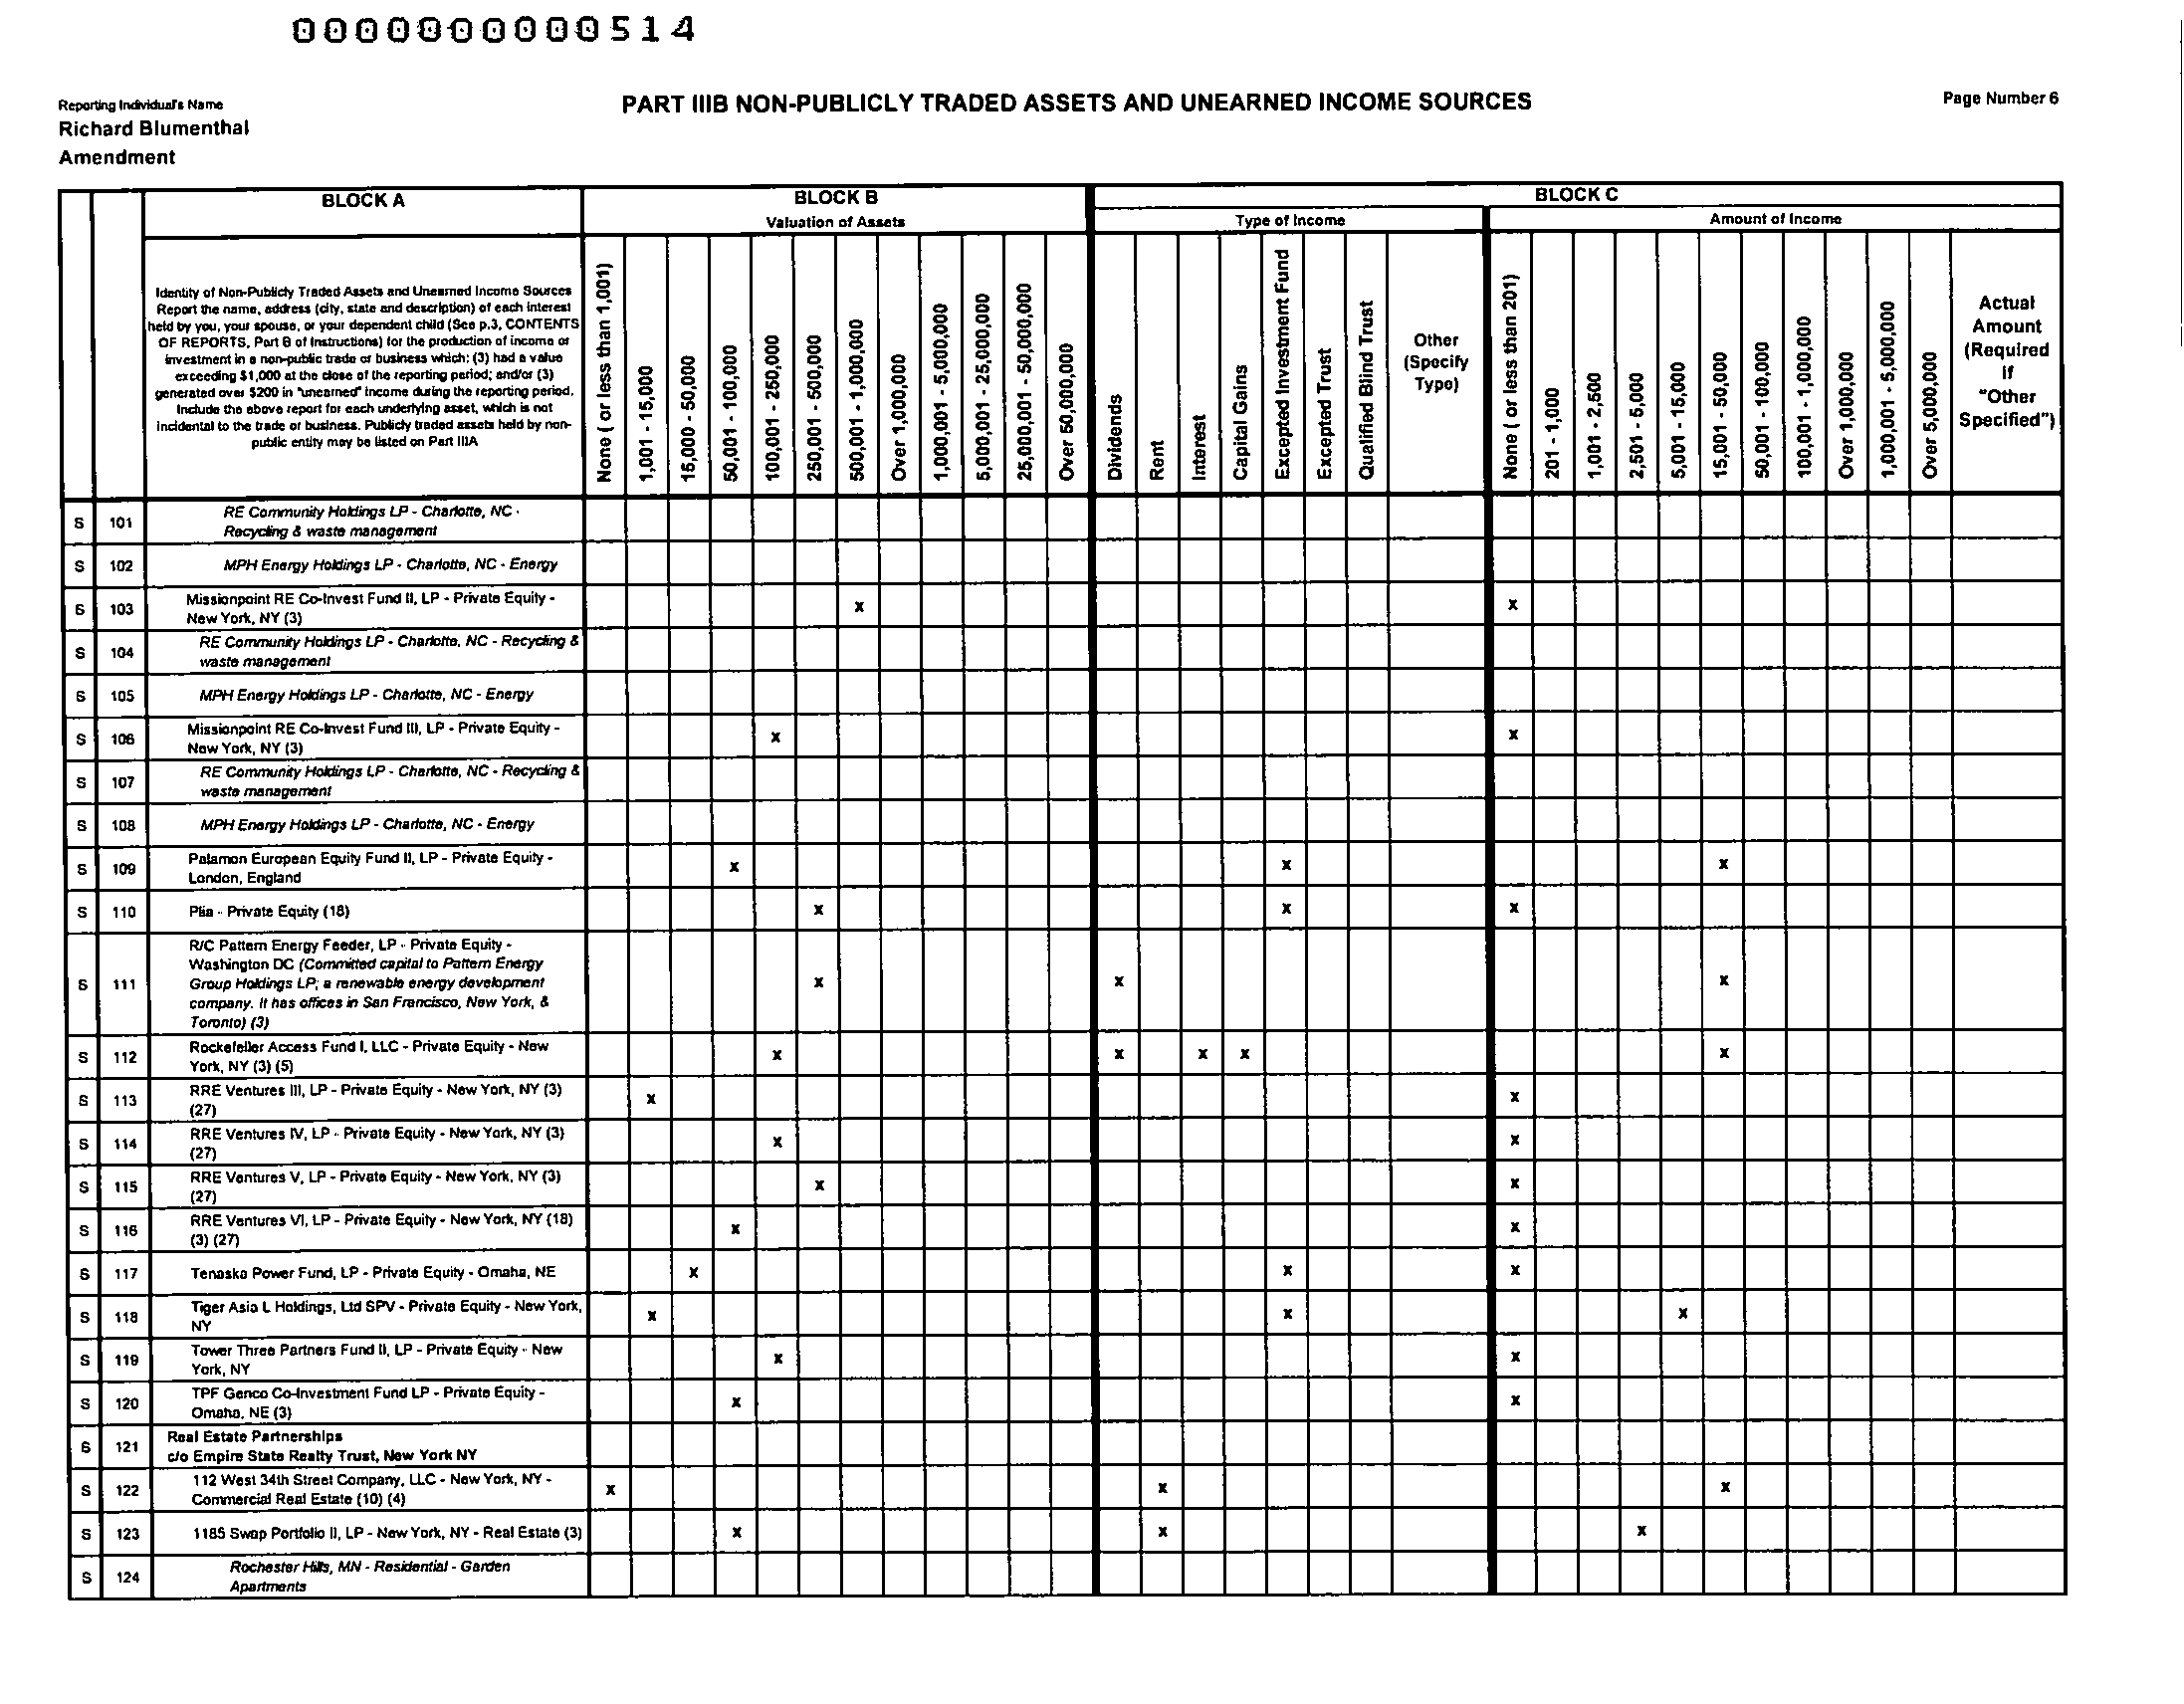 0000000000514
Reporting Individual's Name
PART IIIB NON-PUBLICLY TRADED ASSETS AND UNEARNED INCOME SOURCES
Page Number 6
Richard Blumenthal
Amendment
BLOCK A
BLOCK B
BLOCK C
Valuation of Assets
Type of Income
Amount of Income
Identity of Non-Publicly Traded Assets and Unearned Income Sources
Report the name, address (city, state and description) of each interest
held by you, your spouse, or your dependent child (See p.3, CONTENTS
OF REPORTS, Part B of Instructions) for the production of income or
investment in a non-public trade or business which; (3) had a value
exceeding $1,000 at the close of the reporting period; and/or (3)
generated over $200 in "unearned" income during the reporting period.
Include the above report for each underlying asset, which is not
incidental to the trade or business. Publicly traded assets held by non-
public entity may be listed on Part IIIA
None ( or less than 1,001)
1,001 - 15,000
15,000 - 50,000
50,001 - 100,000
100,001 - 250,000
250,001 - 500,000
500,001 - 1,000,000
Over 1,000,000
1,000,001 - 5,000,000
5,000,001 - 25,000,000
25,000,001 - 50,000,000
Over 50,000,000
Dividends
Rent
Interest
Capital Gains
Excepted Investment Fund
Excepted Trust
Qualified Blind Trust
Other
(Specify
Type)
None ( or less than 201)
201 - 1,000
1,001 - 2,500
2,501 - 5,000
5,001 - 15,000
15,001 - 50,000
50,001 - 100,000
100,001 - 1,000,000
Over 1,000,000
1,000,001 - 5,000,000
Over 5,000,000
Actual
Amount
(Required
if
"Other
Specified")
S 101 RE Community Holdings LP - Charlotte, NC -
Recycling & waste management
S 102 MPH Energy Holdings LP - Charlotte, NC - Energy
S 103 Missionpoint RE Co-Invest Fund II, LP - Private Equity -
New York, NY (3) x x
S 104 RE Community Holdings LP - Charlotte, NC - Recycling &
waste management
S 105 MPH Energy Holdings LP - Charlotte, NC - Energy
S 106 Missionpoint RE Co-Invest Fund III, LP - Private Equity -
New York, NY (3) x x
S 107 RE Community Holdings LP - Charlotte, NC - Recycling &
waste management
S 108 MPH Energy Holdings LP - Charlotte, NC - Energy
S 109 Palamon European Equity Fund II, LP - Private Equity -
London, England x x x
S 110 Plia - Private Equity (18) x x x
S 111 R/C Pattern Energy Feeder, LP - Private Equity -
Washington DC (Committed capital to Pattern Energy
Group Holdings LP; a renewable energy development
company. It has offices in San Francisco, New York, &
Toronto) (3) x x x
S 112 Rockefeller Access Fund I, LLC - Private Equity - New
York, NY (3) (5) x x x x x
S 113 RRE Ventures III, LP - Private Equity - New York, NY (3)
(27) x x
S 114 RRE Ventures IV, LP - Private Equity - New York, NY (3)
(27) x x
S 115 RRE Ventures V, LP - Private Equity - New York, NY (3)
(27) x x
S 116 RRE Ventures VI, LP - Private Equity - New York, NY (18)
(3) (27) x x
S 117 Tenaska Power Fund, LP - Private Equity - Omaha, NE x x x
S 118 Tiger Asia L Holdings, Ltd SPV - Private Equity - New York,
NY x x x
S 119 Tower Three Partners Fund II, LP - Private Equity - New
York, NY x x
S 120 TPF Genco Co-Investment Fund LP - Private Equity -
Omaha, NE (3) x x
S 121 Real Estate Partnerships
c/o Empire State Realty Trust, New York NY
S 122 112 West 34th Street Company, LLC - New York, NY -
Commercial Real Estate (10) (4) x x x
S 123 1185 Swap Portfolio II, LP - New York, NY - Real Estate (3) x x x
S 124 Rochester Hills, MN - Residential - Garden
Apartments